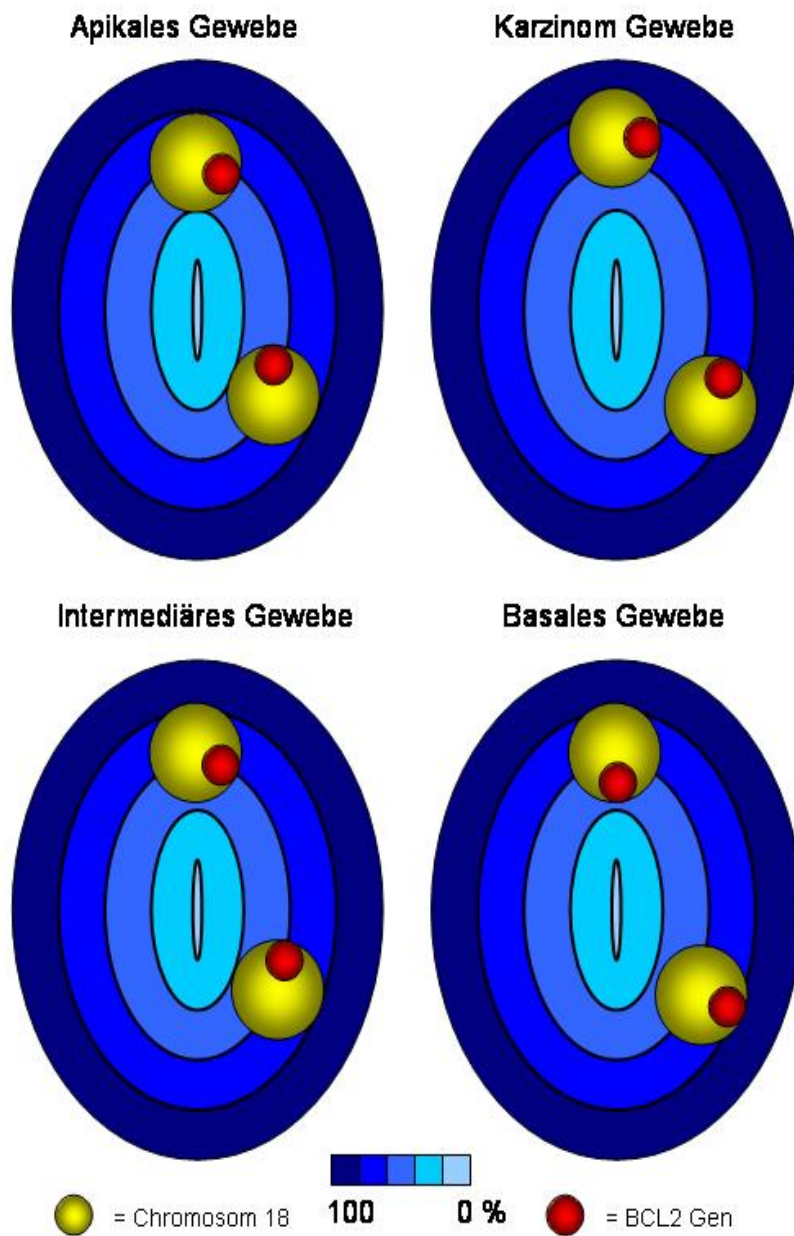 Apikales Gewebe
Karzinom Gewebe
Intermediäres Gewebe
Basales Gewebe
100 0 %
= Chromosom 18
= BCL2 Gen